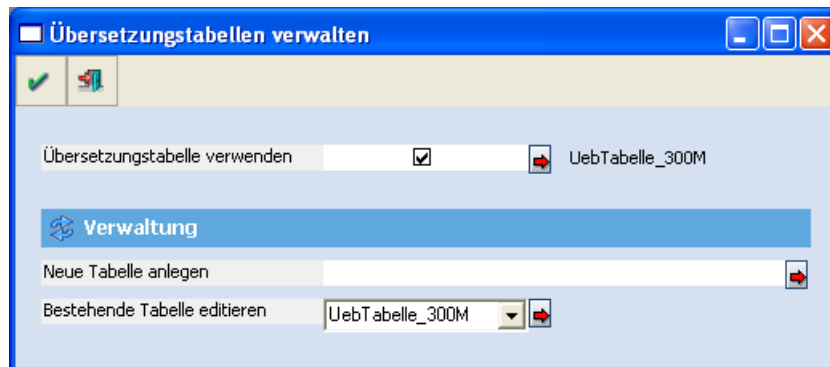 Übersetzungstabellen verwalten
Übersetzungstabelle verwenden UebTabelle_300M
Verwaltung
Neue Tabelle anlegen
Bestehende Tabelle editieren UebTabelle_300M